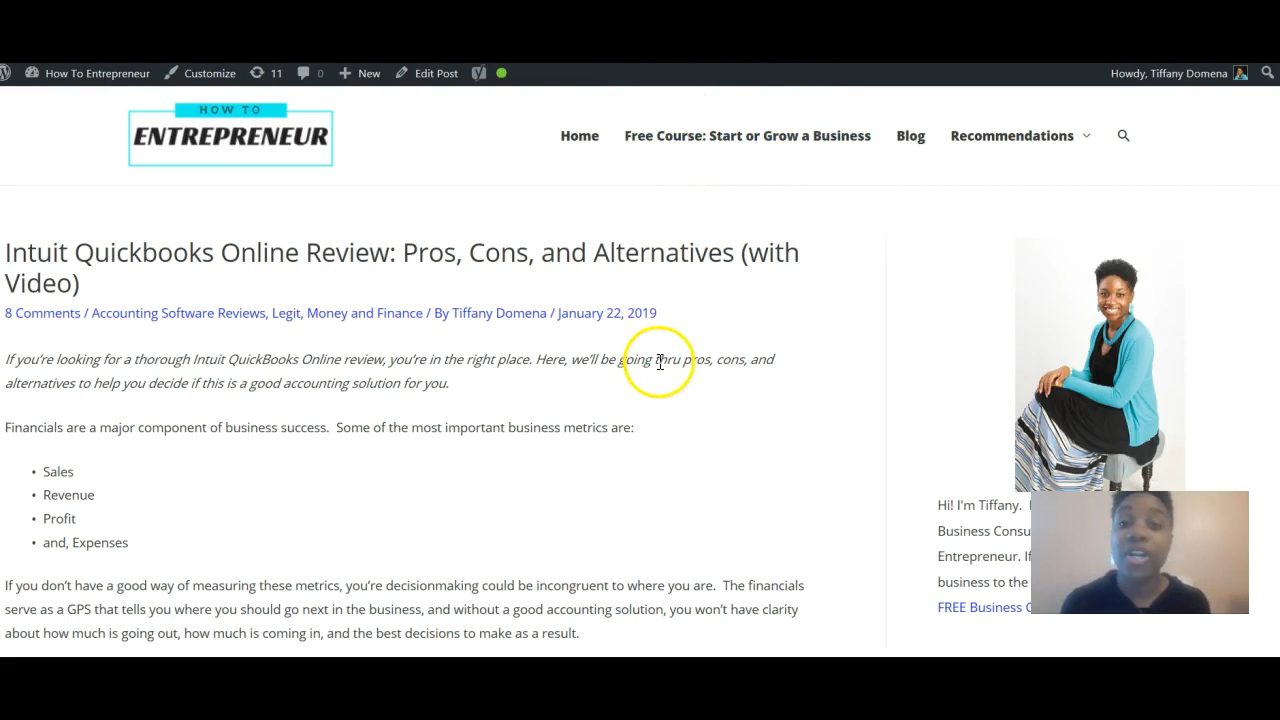 How To Entrepreneur Customize 11 0 New Edit Post Howdy, Tiffany Domena
HOW TO
ENTREPRENEUR
Home Free Course: Start or Grow a Business Blog Recommendations
Intuit Quickbooks Online Review: Pros, Cons, and Alternatives (with
Video)
8 Comments / Accounting Software Reviews, Legit, Money and Finance / By Tiffany Domena / January 22, 2019
If you’re looking for a thorough Intuit QuickBooks Online review, you’re in the right place. Here, we’ll be going thru pros, cons, and
alternatives to help you decide if this is a good accounting solution for you.
Financials are a major component of business success. Some of the most important business metrics are:
• Sales
• Revenue
• Profit
• and, Expenses
If you don’t have a good way of measuring these metrics, you’re decisionmaking could be incongruent to where you are. The financials
serve as a GPS that tells you where you should go next in the business, and without a good accounting solution, you won’t have clarity
about how much is going out, how much is coming in, and the best decisions to make as a result.
Hi! I'm Tiffany.
Business
Entrepreneur.
business to the
FREE Business